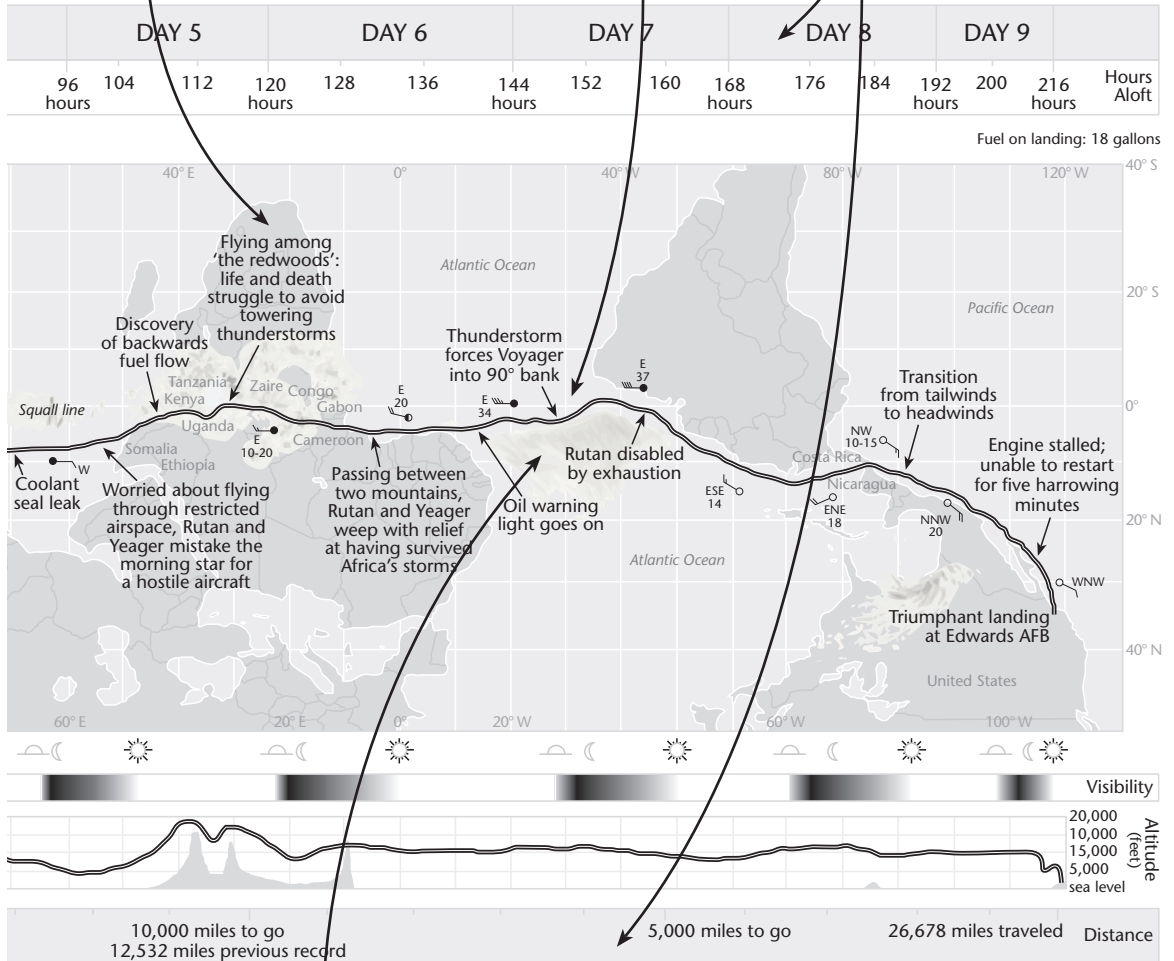 DAY 5
DAY 6
DAY 7
DAY 8
DAY 9
96
hours
104
112
hours
120
hours
128
hours
136
144
hours
152
160
168
hours
176
184
192
hours
200
216
hours
Hours
Aloft
Fuel on landing: 18 gallons
40° E
0°
40° W
80° W
120° W
40° S
20° S
0°
20° N
40° N
Flying among
‘the redwoods’:
life and death
struggle to avoid
towering
thunderstorms
Atlantic Ocean
Pacific Ocean
Discovery
of backwards
fuel flow
Thunderstorm
forces Voyager
into 90° bank
E
37
Transition
from tailwinds
to headwinds
Squall line
Tanzania
Kenya
Zaire
Congo
Gabon
Uganda
Cameroon
Somalia
Ethiopia
E
20
E
34
E
10-20
W
Coolant
seal leak
Worried about flying
through restricted
airspace, Rutan and
Yeager mistake the
morning star for
a hostile aircraft
Passing between
two mountains,
Rutan and Yeager
weep with relief
at having survived
Africa’s storms
Oil warning
light goes on
Rutan disabled
by exhaustion
ESE
14
Costa Rica
Nicaragua
NW
10-15
ENE
18
NNW
20
Engine stalled;
unable to restart
for five harrowing
minutes
WNW
Atlantic Ocean
Triumphant landing
at Edwards AFB
United States
60° E
20° E
0°
20° W
60° W
100° W
Visibility
20,000
10,000
15,000
5,000
sea level
Altitude
(feet)
10,000 miles to go
12,532 miles previous record
5,000 miles to go
26,678 miles traveled
Distance